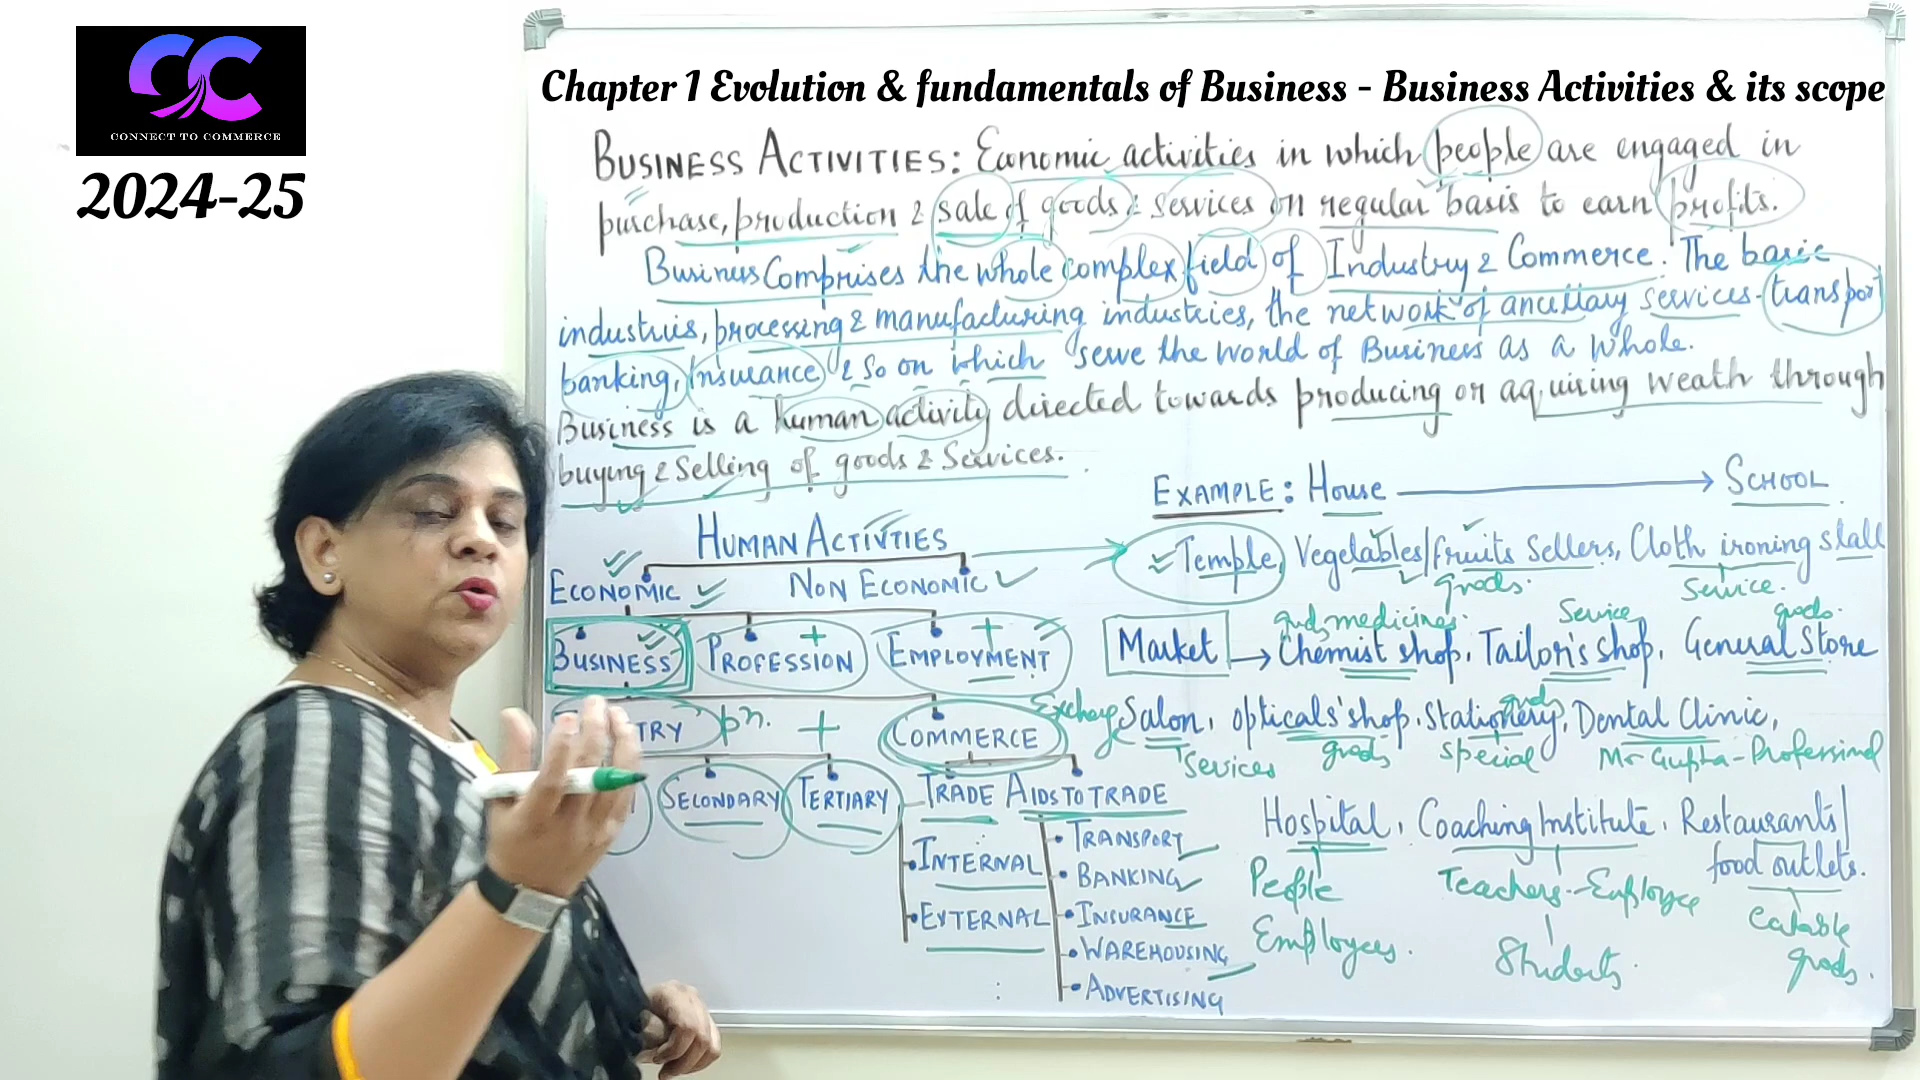 CC
CONNECT TO COMMERCE
2024-25
Chapter 1 Evolution & fundamentals of Business - Business Activities & its scope
BUSINESS ACTIVITIES: Economic activities in which people are engaged in
purchase, production & sale of goods & services on regular basis to earn profits.
Business Comprises the whole complex field of Industry & Commerce. The basic
industries, processing & manufacturing industries, the network of ancillary services - transport
banking, Insurance & so on which serve the world of Business as a whole.
Business is a human activity directed towards producing or aquiring weath through
buying & selling of goods & Services.
EXAMPLE: House → SCHOOL
HUMAN ACTIVTIES
Temple, Vegetables/fruits Sellers, Cloth ironing stall
goods. Service.
ECONOMIC NON ECONOMIC
medicines. Service goods.
BUSINESS PROFESSION + EMPLOYMENT +
Market → Chemist shop, Tailor's shop, General Store
TRY pn. + COMMERCE
Exchange Salon, opticals' shop, Stationery, Dental Clinic,
goods
Services goods special Mr Gupta - Professional
SECONDARY TERTIARY TRADE AIDS TO TRADE
Hospital, Coaching Institute, Restaurants/
food outlets.
INTERNAL
EXTERNAL
• TRANSPORT
• BANKING
• INSURANCE
• WAREHOUSING
• ADVERTISING
People
Employees.
Teachers - Employee
Students.
eatable
goods.